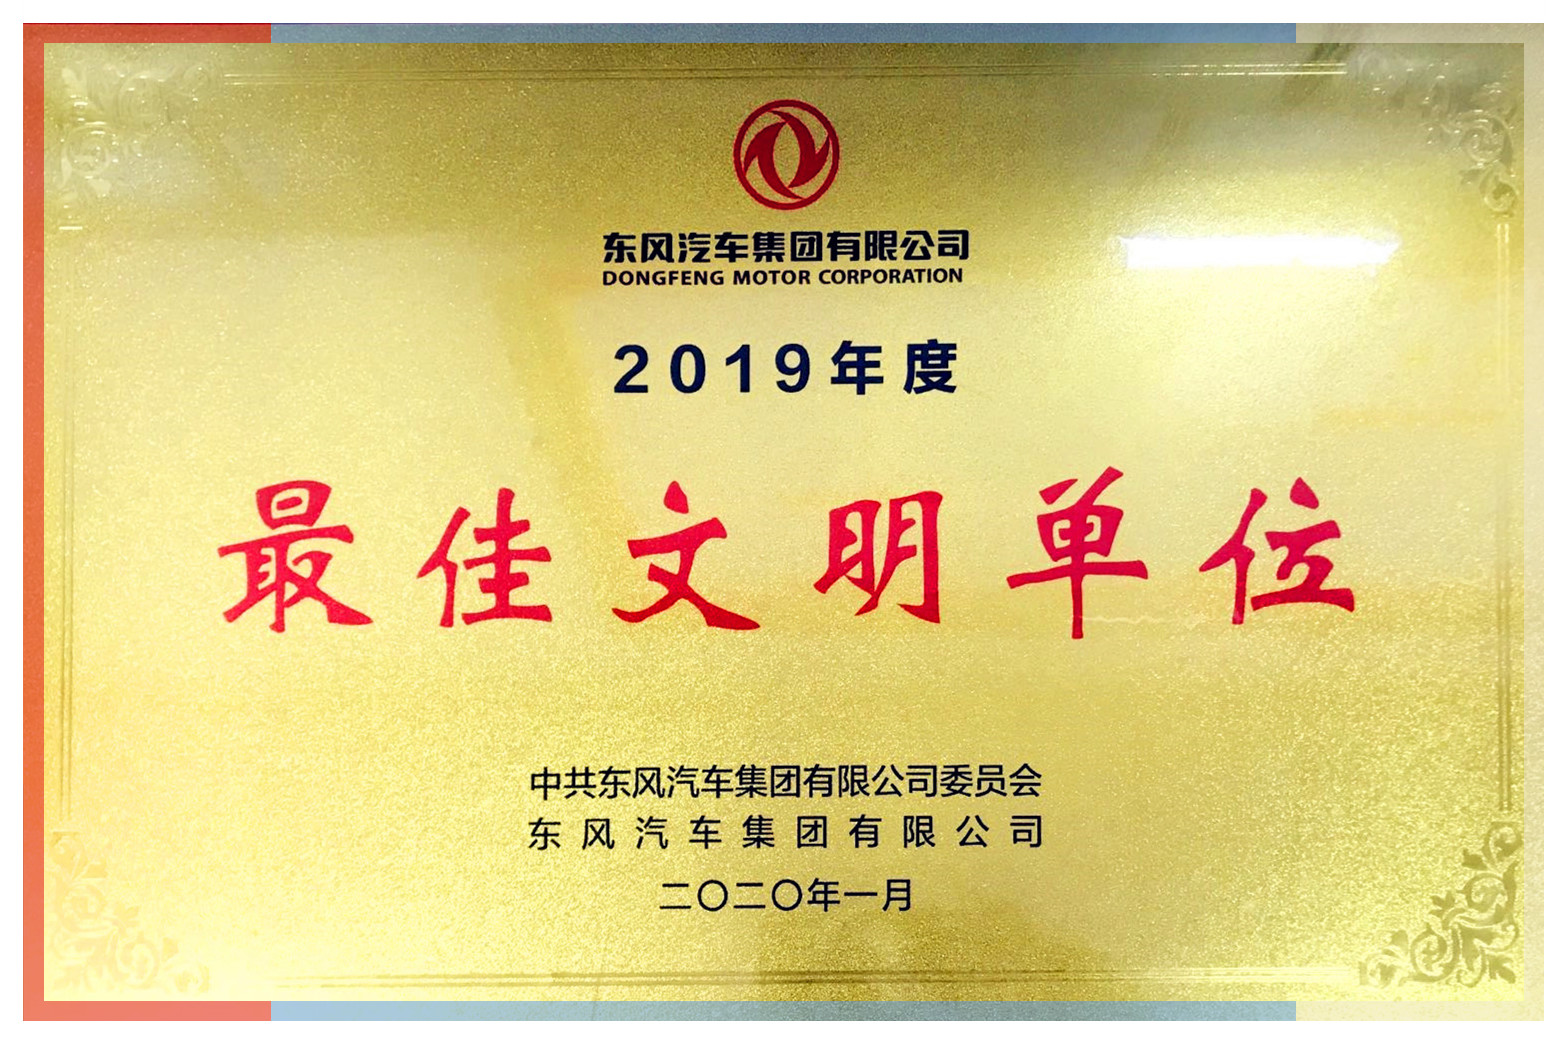 东风汽车集团有限公司
DONGFENG MOTOR CORPORATION
2019年度
最佳文明单位
中共东风汽车集团有限公司委员会
东风汽车集团有限公司
二〇二〇年一月